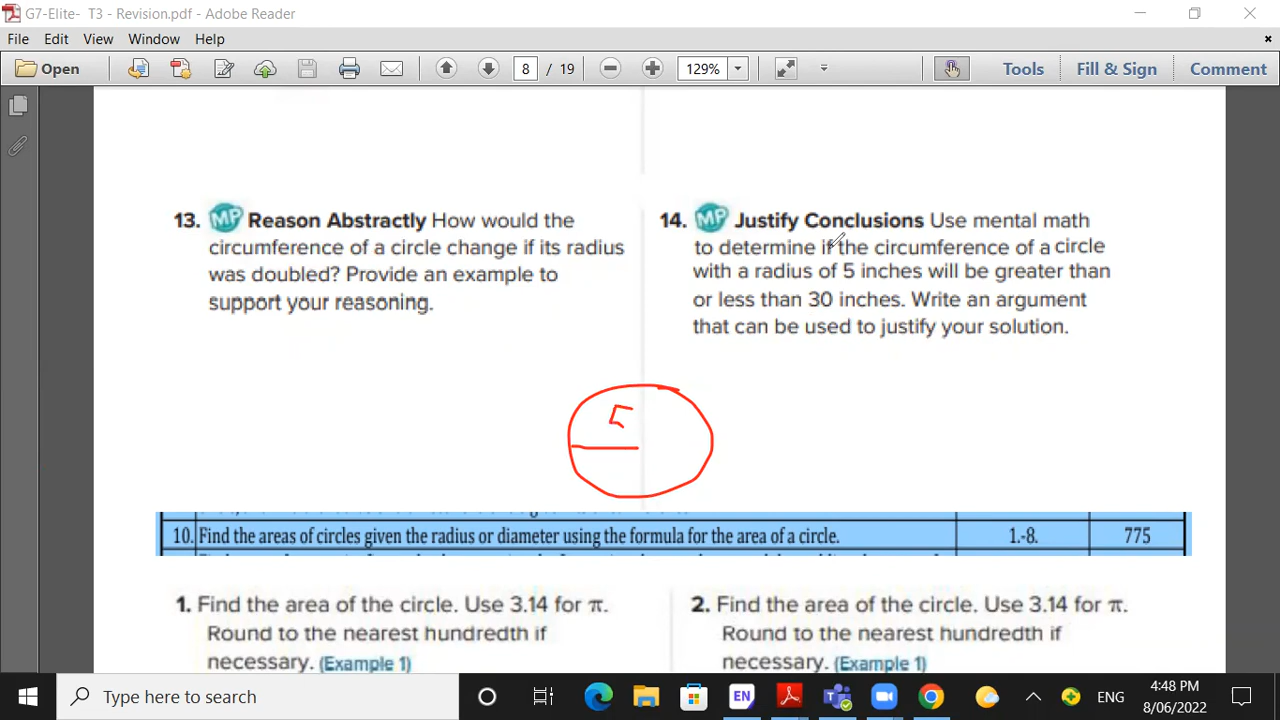 G7-Elite- T3 - Revision.pdf - Adobe Reader
File Edit View Window Help
Open 8 / 19 129% Tools Fill & Sign Comment
13. MP Reason Abstractly How would the
circumference of a circle change if its radius
was doubled? Provide an example to
support your reasoning.
14. MP Justify Conclusions Use mental math
to determine if the circumference of a circle
with a radius of 5 inches will be greater than
or less than 30 inches. Write an argument
that can be used to justify your solution.
5
10. Find the areas of circles given the radius or diameter using the formula for the area of a circle. 1.-8. 775
1. Find the area of the circle. Use 3.14 for π.
Round to the nearest hundredth if
necessary. (Example 1)
2. Find the area of the circle. Use 3.14 for π.
Round to the nearest hundredth if
necessary. (Example 1)
Type here to search
EN
ENG
4:48 PM
8/06/2022